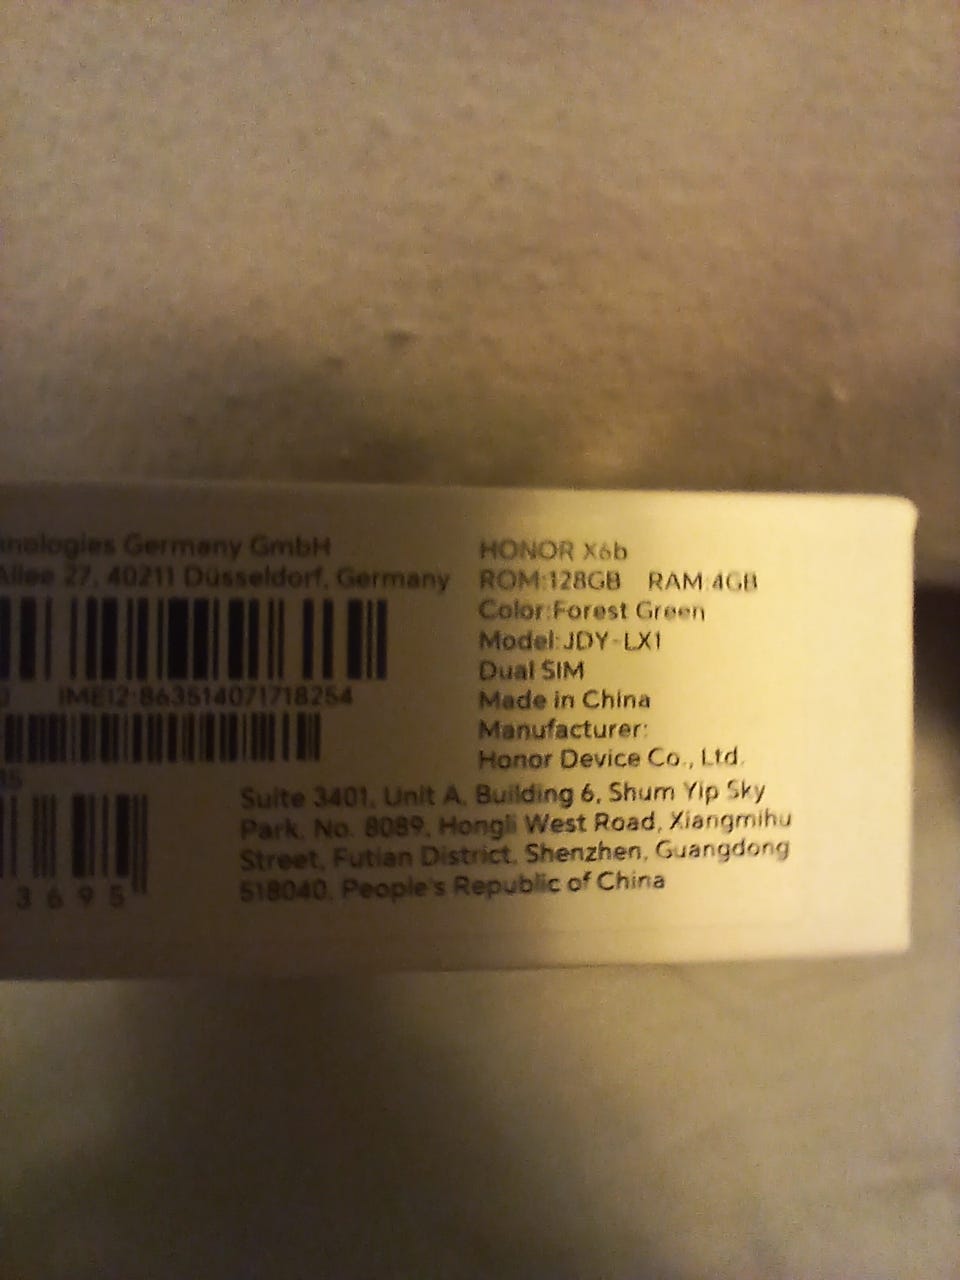 nologies Germany GmbH
Allee 27, 40211 Düsseldorf, Germany
IMEI2:863514071718254
3695
HONOR X6b
ROM:128GB RAM:4GB
Color:Forest Green
Model:JDY-LX1
Dual SIM
Made in China
Manufacturer:
Honor Device Co., Ltd.
Suite 3401, Unit A, Building 6, Shum Yip Sky
Park, No. 8089, Hongli West Road, Xiangmihu
Street, Futian District, Shenzhen, Guangdong
518040, People's Republic of China